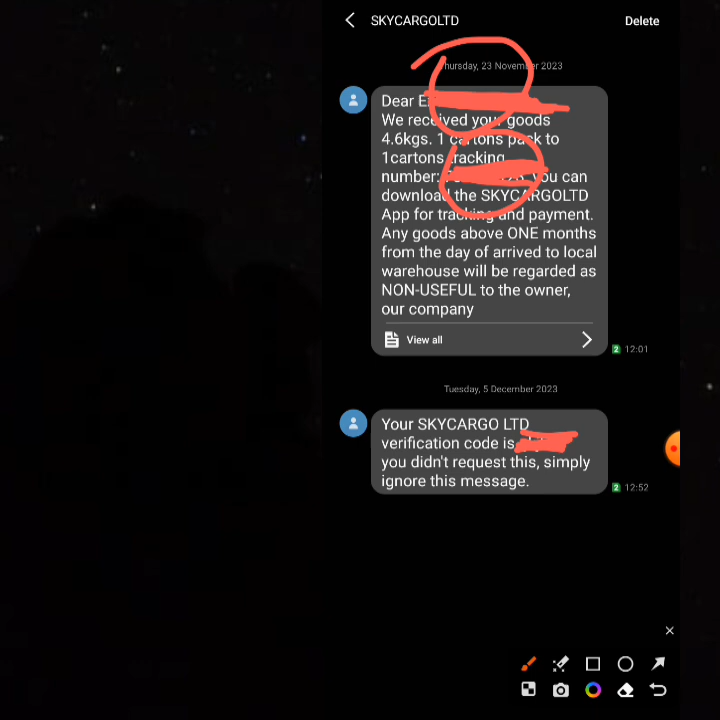 SKYCARGOLTD
Delete
Thursday, 23 November 2023
Dear
We received your goods
4.6kgs. 1 cartons pack to
1cartons tracking
number: you can
download the SKYCARGOLTD
App for tracking and payment.
Any goods above ONE months
from the day of arrived to local
warehouse will be regarded as
NON-USEFUL to the owner,
our company
View all
2 12:01
Tuesday, 5 December 2023
Your SKYCARGO LTD
verification code is
you didn't request this, simply
ignore this message.
2 12:52